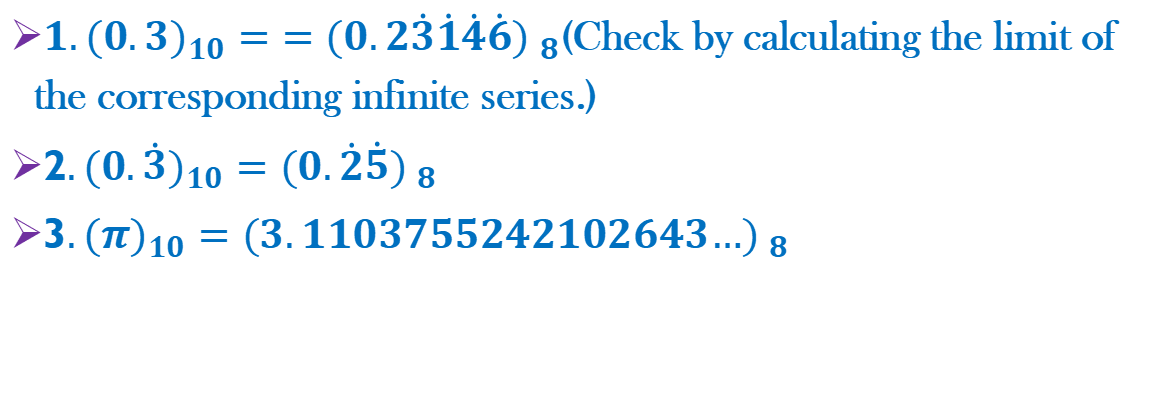 ➢1. (0.3)₁₀ = = (0.23̇1̇4̇6̇) ₈(Check by calculating the limit of
the corresponding infinite series.)
➢2. (0.3̇)₁₀ = (0.2̇5̇) ₈
➢3. (π)₁₀ = (3.1103755242102643…) ₈